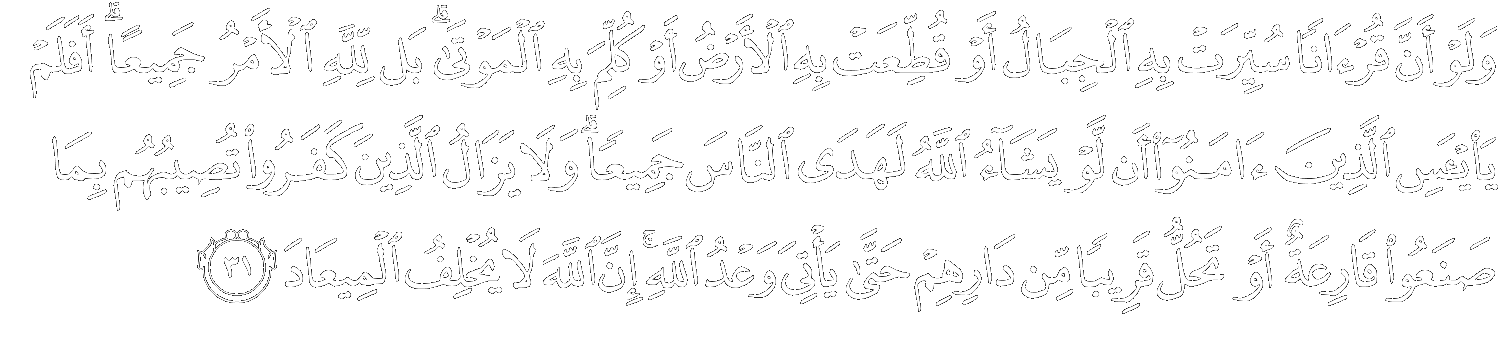 وَلَوْ أَنَّ قُرْءَانًا سُيِّرَتْ بِهِ ٱلْجِبَالُ أَوْ قُطِّعَتْ بِهِ ٱلْأَرْضُ أَوْ كُلِّمَ بِهِ ٱلْمَوْتَىٰ ۗ بَل لِّلَّهِ ٱلْأَمْرُ جَمِيعًا ۗ أَفَلَمْ
يَا۟يْـَٔسِ ٱلَّذِينَ ءَامَنُوٓا۟ أَن لَّوْ يَشَآءُ ٱللَّهُ لَهَدَى ٱلنَّاسَ جَمِيعًا ۗ وَلَا يَزَالُ ٱلَّذِينَ كَفَرُوا۟ تُصِيبُهُم بِمَا
صَنَعُوا۟ قَارِعَةٌ أَوْ تَحُلُّ قَرِيبًا مِّن دَارِهِمْ حَتَّىٰ يَأْتِىَ وَعْدُ ٱللَّهِ ۚ إِنَّ ٱللَّهَ لَا يُخْلِفُ ٱلْمِيعَادَ ٣١